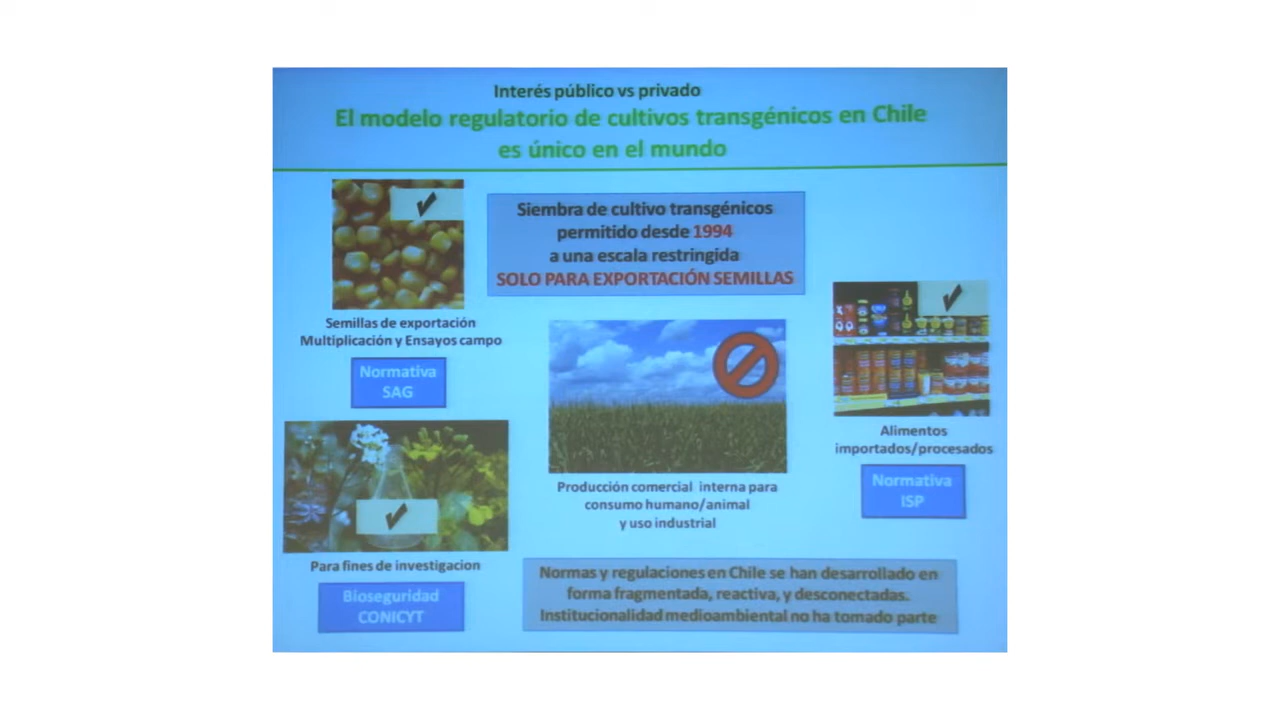 Interés público vs privado
El modelo regulatorio de cultivos transgénicos en Chile
es único en el mundo
Siembra de cultivo transgénicos
permitido desde 1994
a una escala restringida
SOLO PARA EXPORTACIÓN SEMILLAS
Semillas de exportación
Multiplicación y Ensayos campo
Normativa
SAG
Para fines de investigacion
Bioseguridad
CONICYT
Producción comercial interna para
consumo humano/animal
y uso industrial
Alimentos
importados/procesados
Normativa
ISP
Normas y regulaciones en Chile se han desarrollado en
forma fragmentada, reactiva, y desconectadas.
Institucionalidad medioambiental no ha tomado parte